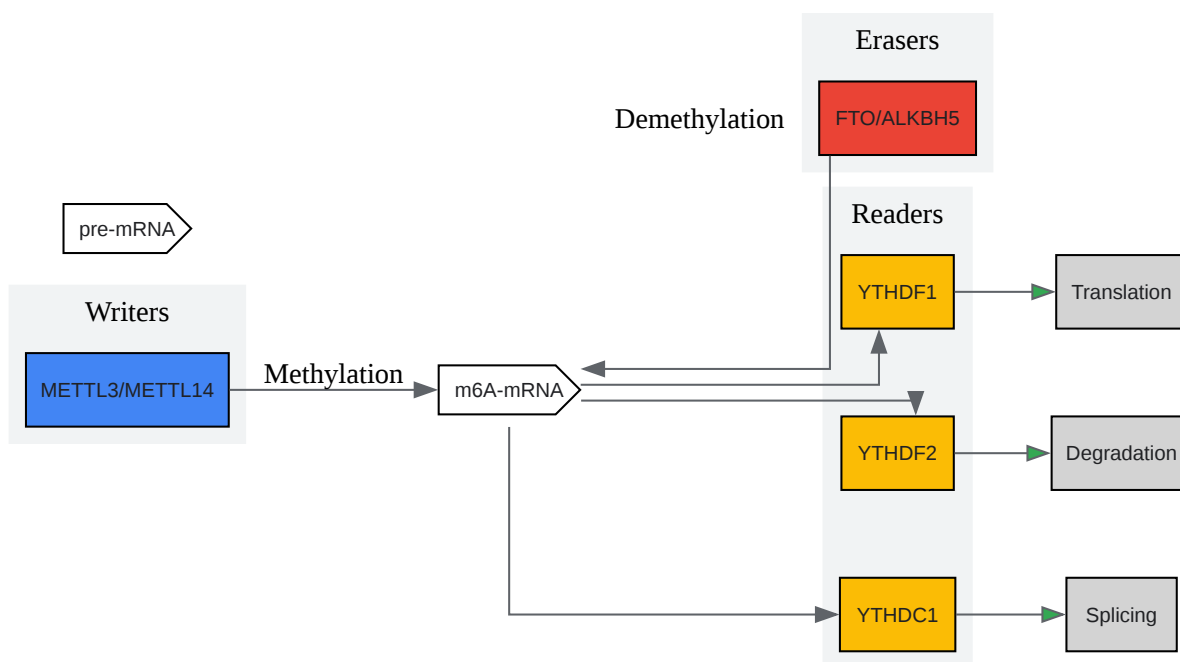 Erasers
FTO/ALKBH5
Demethylation
Readers
pre-mRNA
YTHDF1
Translation
Writers
METTL3/METTL14
Methylation
m6A-mRNA
YTHDF2
Degradation
YTHDC1
Splicing